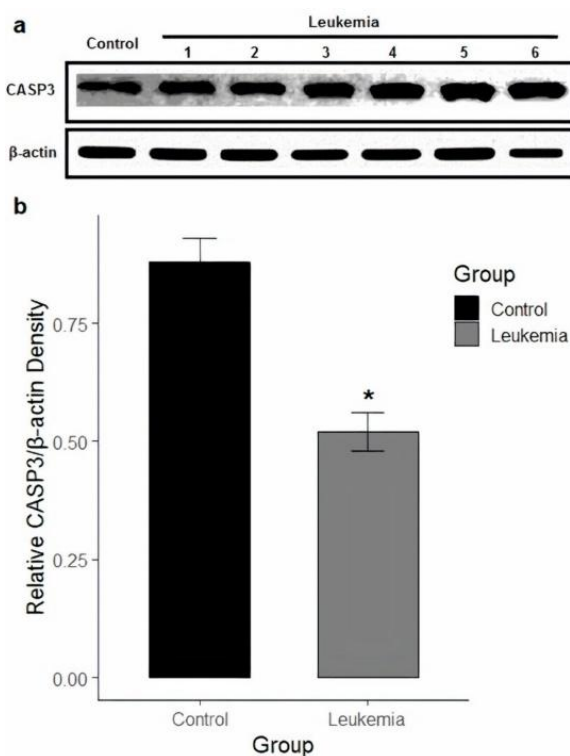 a
Leukemia
Control
1 2 3 4 5 6
CASP3
β-actin
b
Relative CASP3/β-actin Density
0.75
0.50
0.25
0.00
*
Group
Control
Leukemia
Control Leukemia
Group